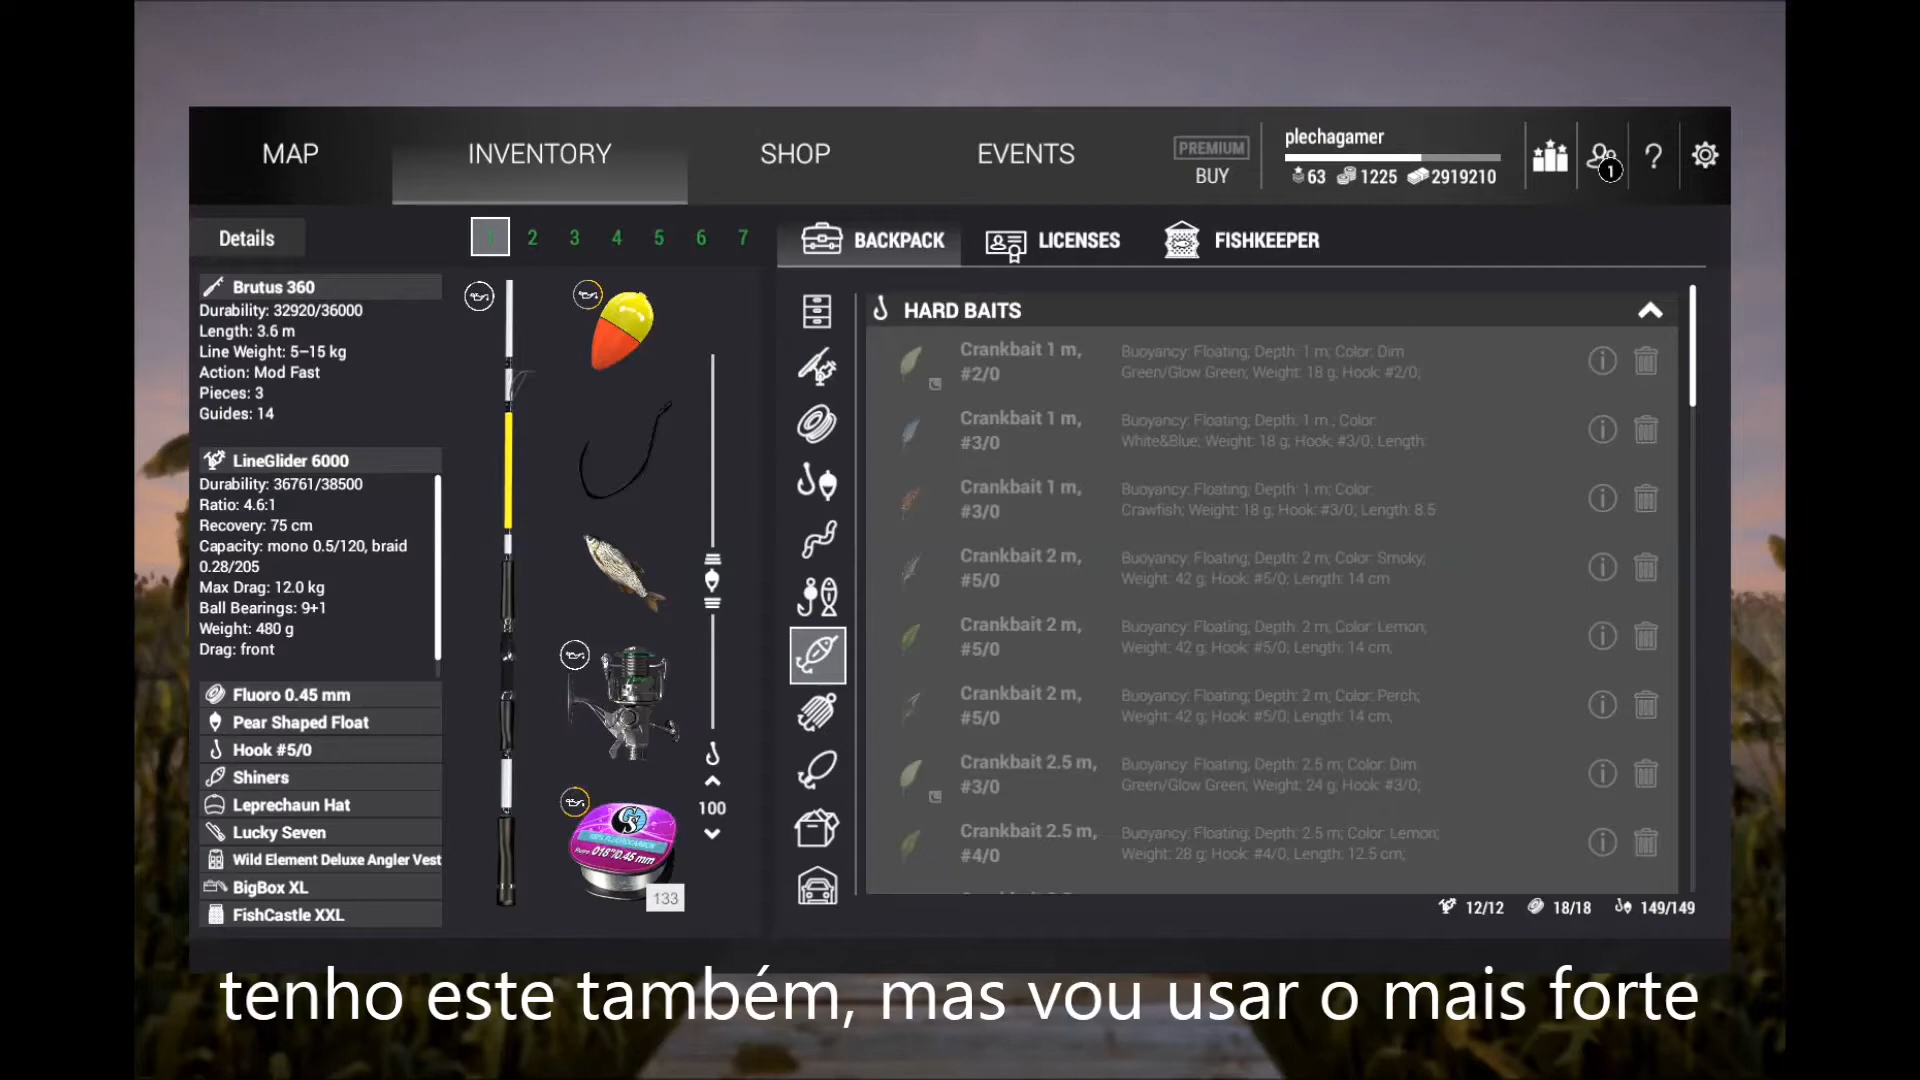 MAP
INVENTORY
SHOP
EVENTS
PREMIUM
BUY
plechagamer
63 1225 2919210
1
?
Details
1 2 3 4 5 6 7
BACKPACK
LICENSES
FISHKEEPER
Brutus 360
Durability: 32920/36000
Length: 3.6 m
Line Weight: 5–15 kg
Action: Mod Fast
Pieces: 3
Guides: 14
LineGlider 6000
Durability: 36761/38500
Ratio: 4.6:1
Recovery: 75 cm
Capacity: mono 0.5/120, braid
0.28/205
Max Drag: 12.0 kg
Ball Bearings: 9+1
Weight: 480 g
Drag: front
Fluoro 0.45 mm
Pear Shaped Float
Hook #5/0
Shiners
Leprechaun Hat
Lucky Seven
Wild Element Deluxe Angler Vest
BigBox XL
FishCastle XXL
100
100% FLUOROCARBON
.018"/0.45 mm
133
HARD BAITS
Crankbait 1 m,
#2/0
Buoyancy: Floating; Depth: 1 m; Color: Dim
Green/Glow Green; Weight: 18 g; Hook: #2/0;
Crankbait 1 m,
#3/0
Buoyancy: Floating; Depth: 1 m ; Color:
White&Blue; Weight: 18 g; Hook: #3/0; Length:
Crankbait 1 m,
#3/0
Buoyancy: Floating; Depth: 1 m; Color:
Crawfish; Weight: 18 g; Hook: #3/0; Length: 8.5
Crankbait 2 m,
#5/0
Buoyancy: Floating; Depth: 2 m; Color: Smoky;
Weight: 42 g; Hook: #5/0; Length: 14 cm
Crankbait 2 m,
#5/0
Buoyancy: Floating; Depth: 2 m; Color: Lemon;
Weight: 42 g; Hook: #5/0; Length: 14 cm;
Crankbait 2 m,
#5/0
Buoyancy: Floating; Depth: 2 m; Color: Perch;
Weight: 42 g; Hook: #5/0; Length: 14 cm;
Crankbait 2.5 m,
#3/0
Buoyancy: Floating; Depth: 2.5 m; Color: Dim
Green/Glow Green; Weight: 24 g; Hook: #3/0;
Crankbait 2.5 m,
#4/0
Buoyancy: Floating; Depth: 2.5 m; Color: Lemon;
Weight: 28 g; Hook: #4/0; Length: 12.5 cm;
12/12 18/18 149/149
tenho este também, mas vou usar o mais forte